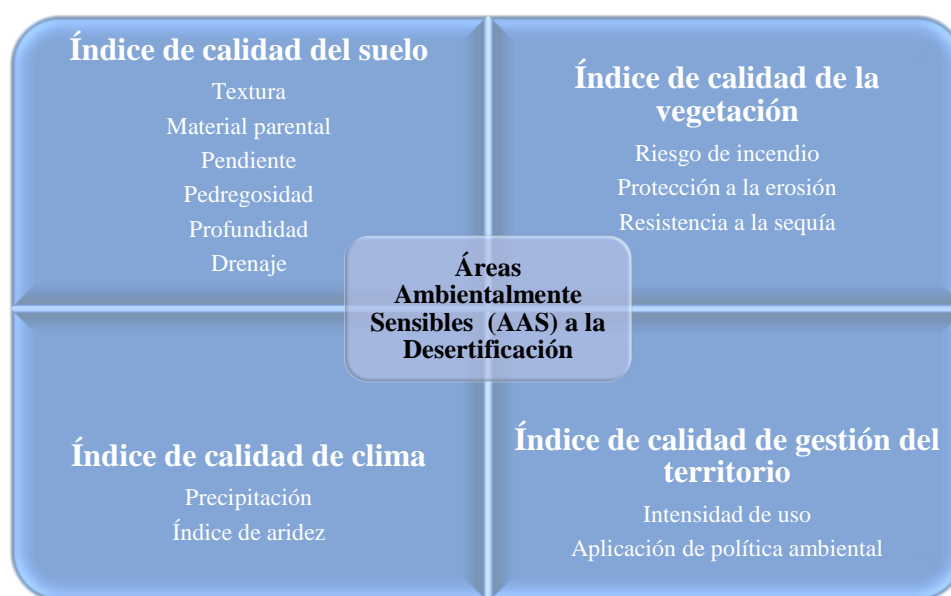 Índice de calidad del suelo
Textura
Material parental
Pendiente
Pedregosidad
Profundidad
Drenaje
Índice de calidad de la
vegetación
Riesgo de incendio
Protección a la erosión
Resistencia a la sequía
Áreas
Ambientalmente
Sensibles (AAS) a la
Desertificación
Índice de calidad de clima
Precipitación
Índice de aridez
Índice de calidad de gestión del
territorio
Intensidad de uso
Aplicación de política ambiental